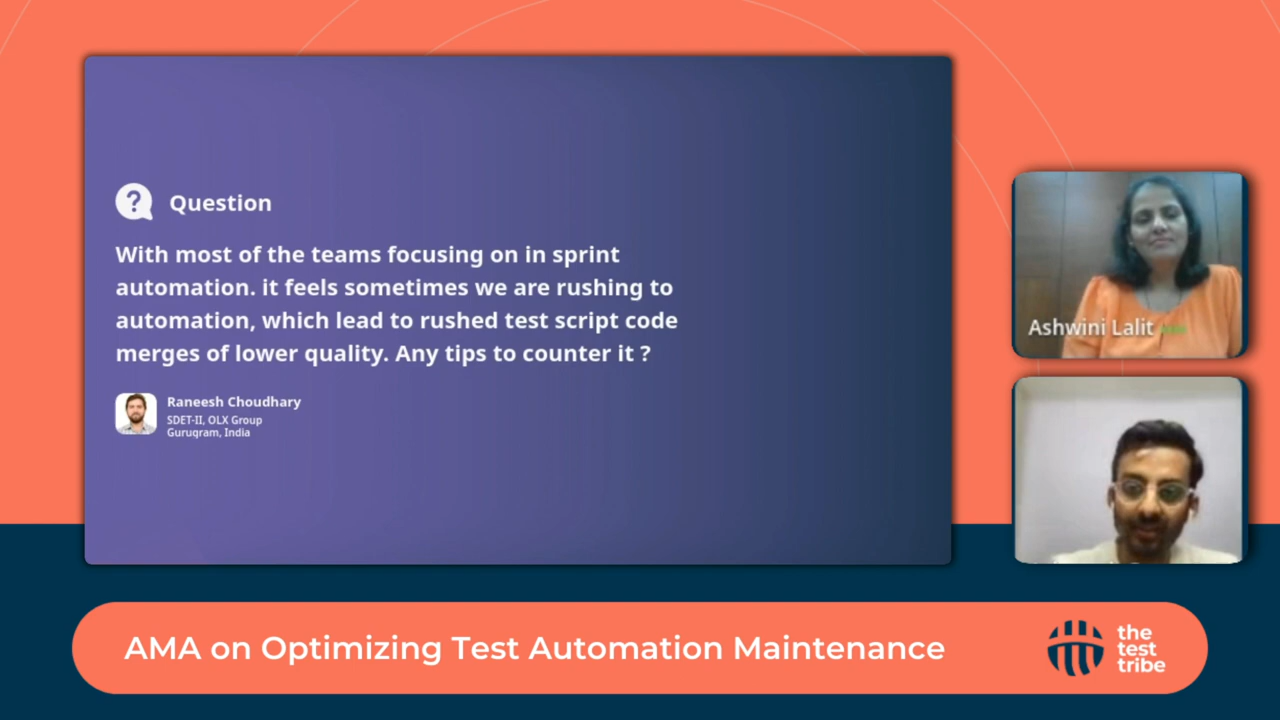 Question
With most of the teams focusing on in sprint
automation. it feels sometimes we are rushing to
automation, which lead to rushed test script code
merges of lower quality. Any tips to counter it ?
Raneesh Choudhary
SDET-II, OLX Group
Gurugram, India
Ashwini Lalit
AMA on Optimizing Test Automation Maintenance
the
test
tribe